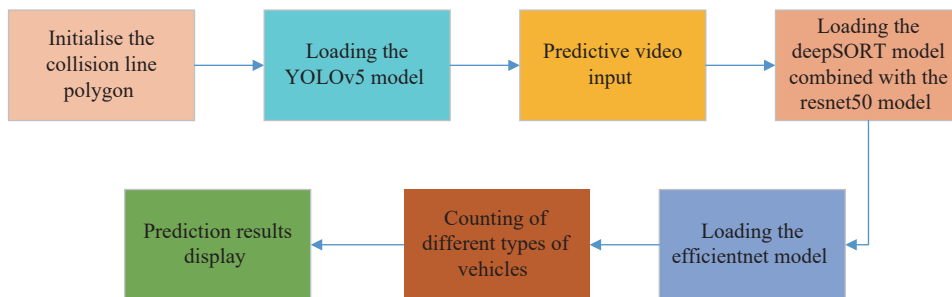 Initialise the
collision line
polygon
Loading the
YOLOv5 model
Predictive video
input
Loading the
deepSORT model
combined with the
resnet50 model
Loading the
efficientnet model
Counting of
different types of
vehicles
Prediction results
display